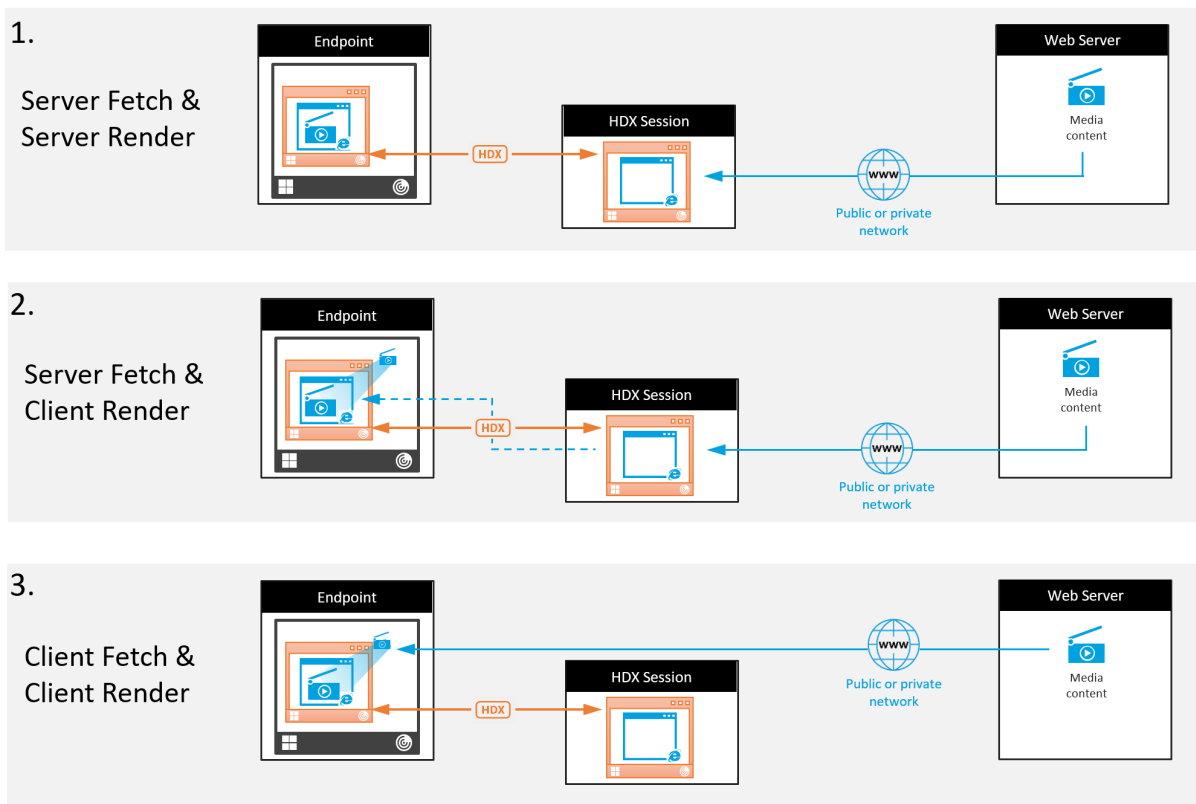 1.
Server Fetch &
Server Render
Endpoint
HDX
HDX Session
www
Public or private
network
Web Server
Media
content
2.
Server Fetch &
Client Render
Endpoint
HDX
HDX Session
www
Public or private
network
Web Server
Media
content
3.
Client Fetch &
Client Render
Endpoint
HDX
HDX Session
www
Public or private
network
Web Server
Media
content